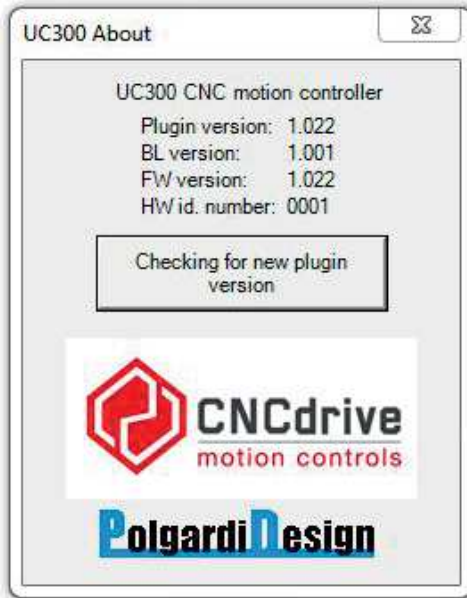 UC300 About
UC300 CNC motion controller
Plugin version: 1.022
BL version: 1.001
FW version: 1.022
HW id. number: 0001
Checking for new plugin
version
CNCdrive
motion controls
PolgardiDesign